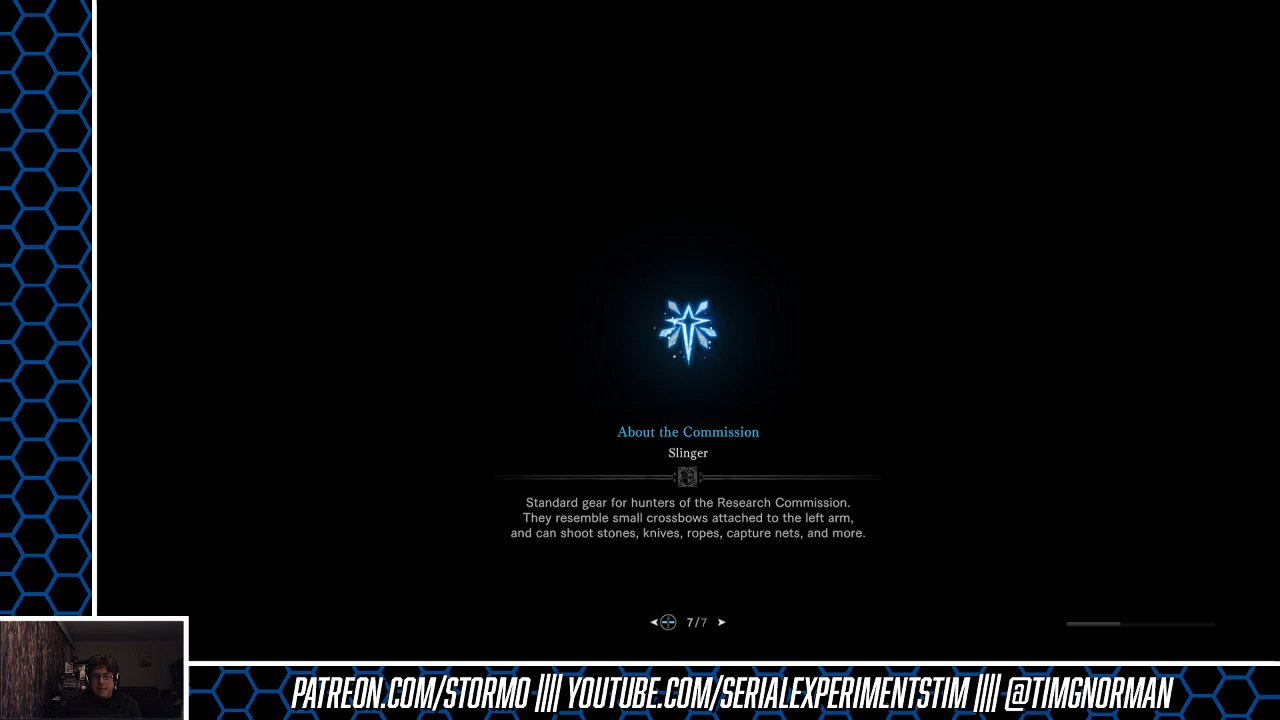 About the Commission
Slinger
Standard gear for hunters of the Research Commission.
They resemble small crossbows attached to the left arm,
and can shoot stones, knives, ropes, capture nets, and more.
7/7
PATREON.COM/STORMO |||| YOUTUBE.COM/SERIALEXPERIMENTSTIM |||| @TIMGNORMAN